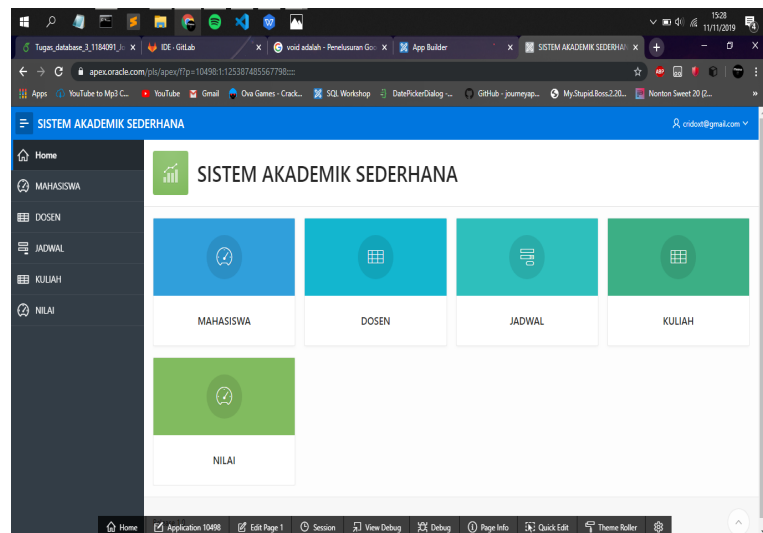 15:28
11/11/2019
Tugas_database_3_1184091_Ir
IDE - GitLab
void adalah - Penelusuran Goo
App Builder
SISTEM AKADEMIK SEDERHANA
apex.oracle.com/pls/apex/f?p=10498:1:125387485567798::::
Apps
YouTube to Mp3 C...
YouTube
Gmail
Ova Games - Crack...
SQL Workshop
DatePickerDialog -...
GitHub - journeyap...
My.Stupid.Boss.2.20...
Nonton Sweet 20 (2...
SISTEM AKADEMIK SEDERHANA
cridoxt@gmail.com
Home
MAHASISWA
DOSEN
JADWAL
KULIAH
NILAI
SISTEM AKADEMIK SEDERHANA
MAHASISWA
DOSEN
JADWAL
KULIAH
NILAI
Home
Application 10498
Edit Page 1
Session
View Debug
Debug
Page Info
Quick Edit
Theme Roller